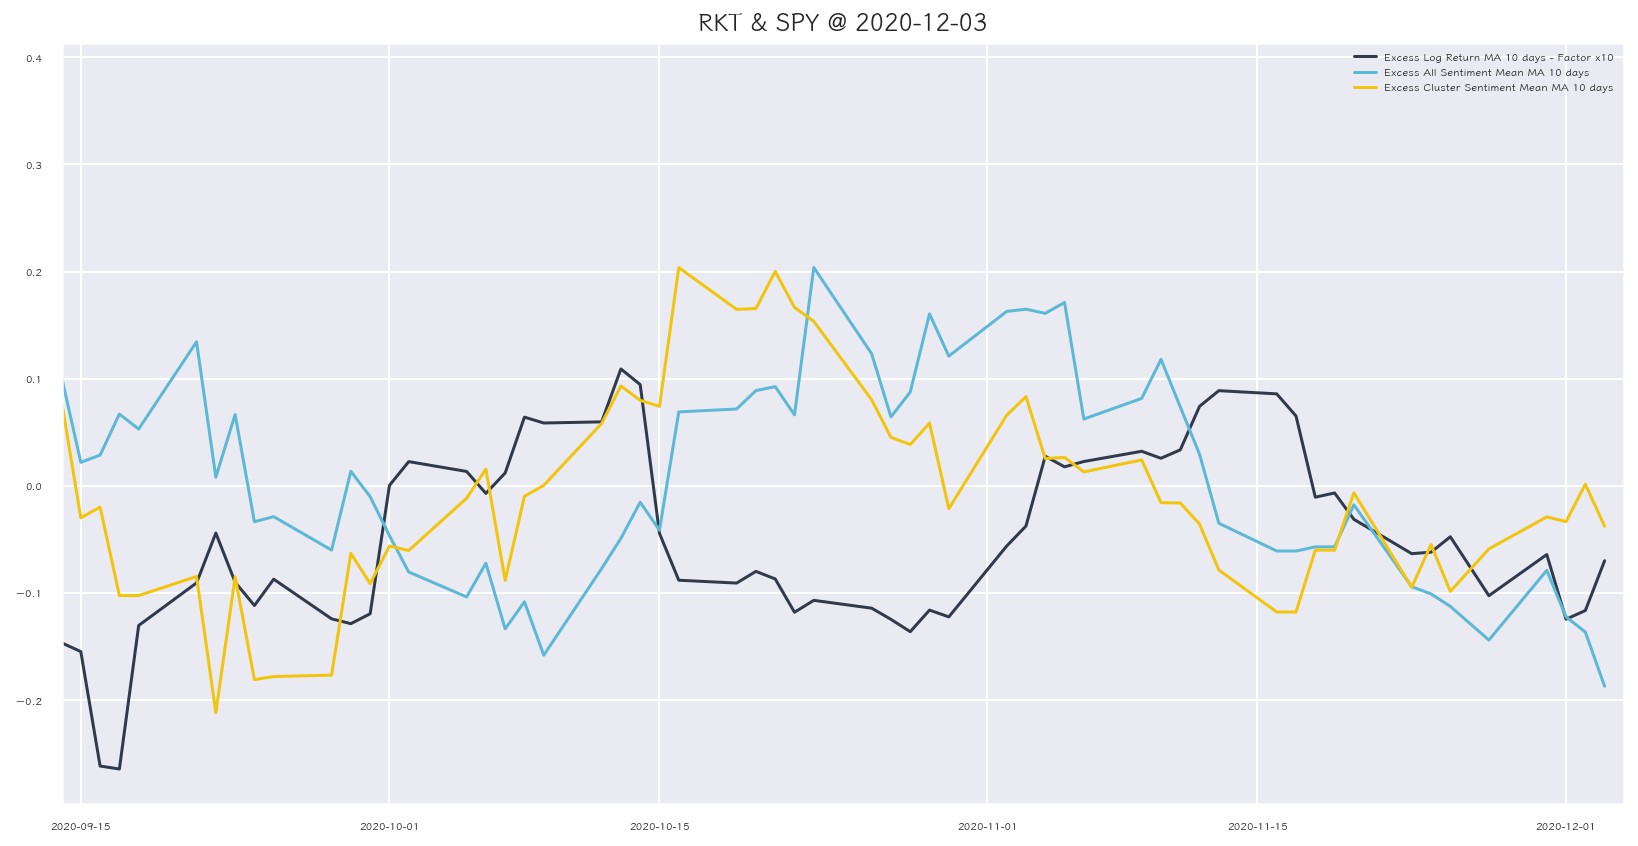 RKT & SPY @ 2020-12-03
Excess Log Return MA 10 days - Factor x10
Excess All Sentiment Mean MA 10 days
Excess Cluster Sentiment Mean MA 10 days
0.4
0.3
0.2
0.1
0.0
−0.1
−0.2
2020-09-15 2020-10-01 2020-10-15 2020-11-01 2020-11-15 2020-12-01